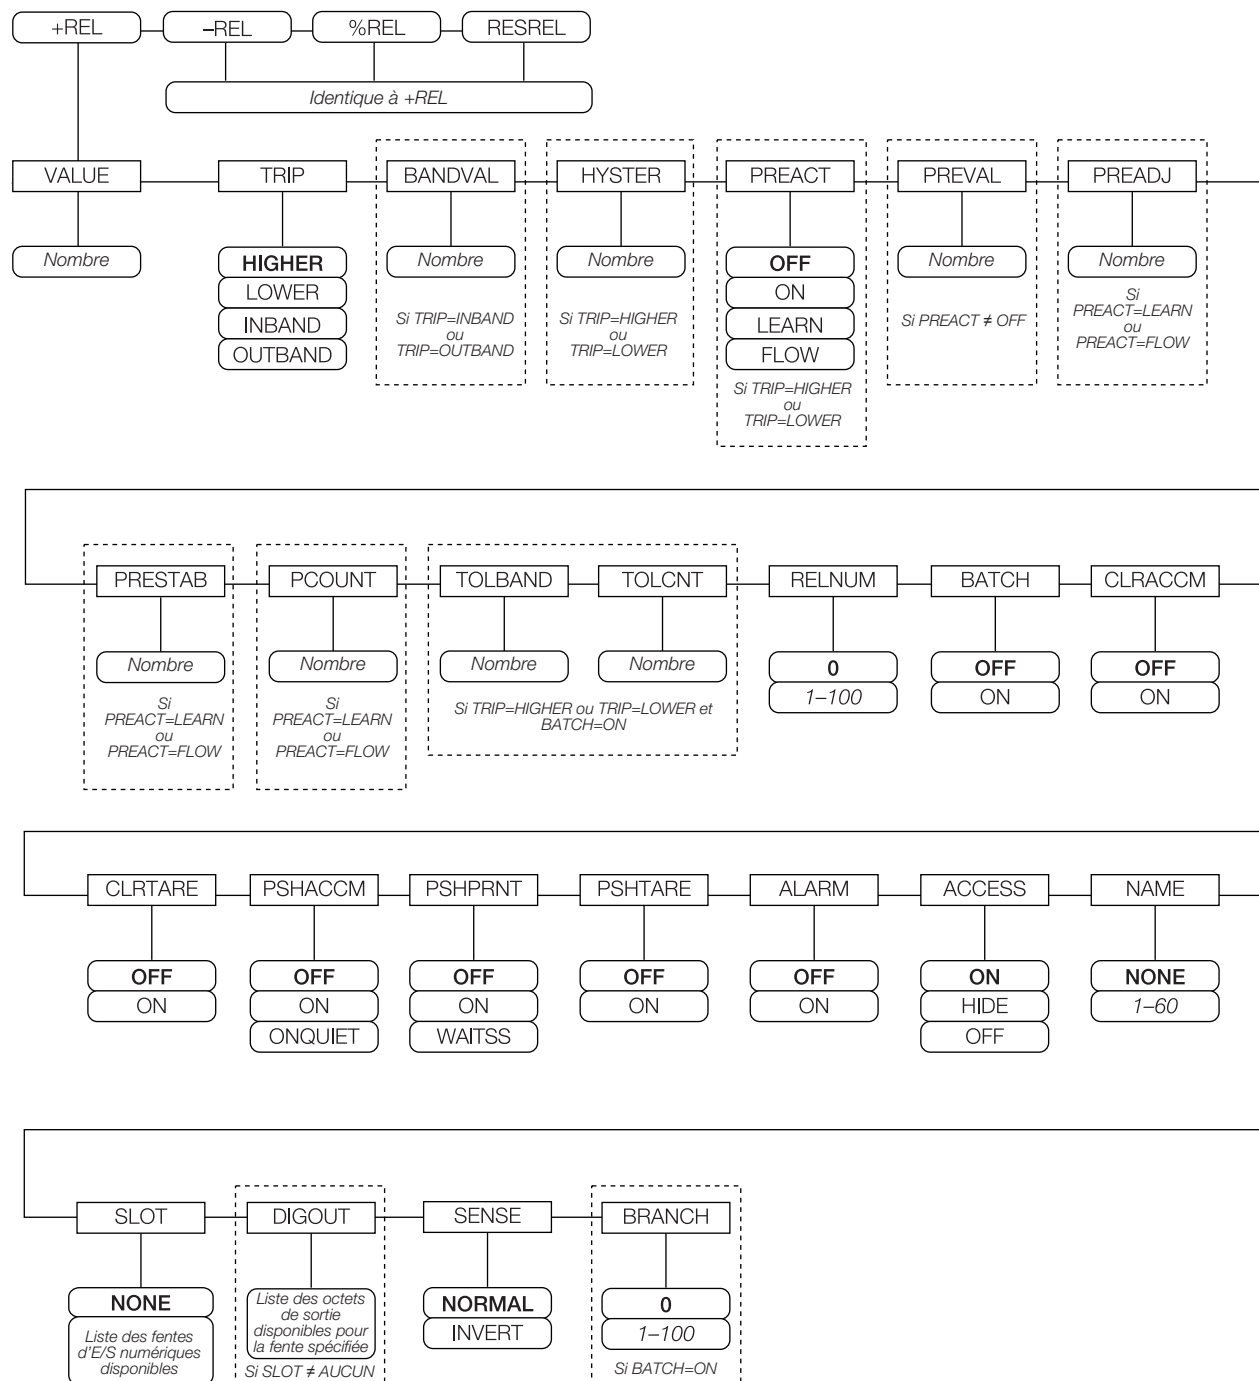 +REL
–REL
%REL
RESREL
Identique à +REL
VALUE
TRIP
BANDVAL
HYSTER
PREACT
PREVAL
PREADJ
Nombre
HIGHER
LOWER
INBAND
OUTBAND
Nombre
Si TRIP=INBAND
ou
TRIP=OUTBAND
Nombre
Si TRIP=HIGHER
ou
TRIP=LOWER
OFF
ON
LEARN
FLOW
Si TRIP=HIGHER
ou
TRIP=LOWER
Nombre
Si PREACT ≠ OFF
Nombre
Si
PREACT=LEARN
ou
PREACT=FLOW
PRESTAB
PCOUNT
TOLBAND
TOLCNT
RELNUM
BATCH
CLRACCM
Nombre
Si
PREACT=LEARN
ou
PREACT=FLOW
Nombre
Si
PREACT=LEARN
ou
PREACT=FLOW
Nombre
Nombre
Si TRIP=HIGHER ou TRIP=LOWER et
BATCH=ON
0
1–100
OFF
ON
OFF
ON
CLRTARE
PSHACCM
PSHPRNT
PSHTARE
ALARM
ACCESS
NAME
OFF
ON
OFF
ON
ONQUIET
OFF
ON
WAITSS
OFF
ON
OFF
ON
ON
HIDE
OFF
NONE
1–60
SLOT
DIGOUT
SENSE
BRANCH
NONE
Liste des fentes
d'E/S numériques
disponibles
Liste des octets
de sortie
disponibles pour
la fente spécifiée
Si SLOT ≠ AUCUN
NORMAL
INVERT
0
1–100
Si BATCH=ON